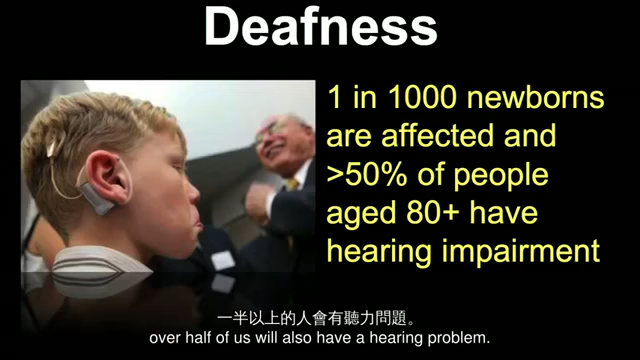 Deafness
1 in 1000 newborns
are affected and
>50% of people
aged 80+ have
hearing impairment
一半以上的人會有聽力問題。
over half of us will also have a hearing problem.